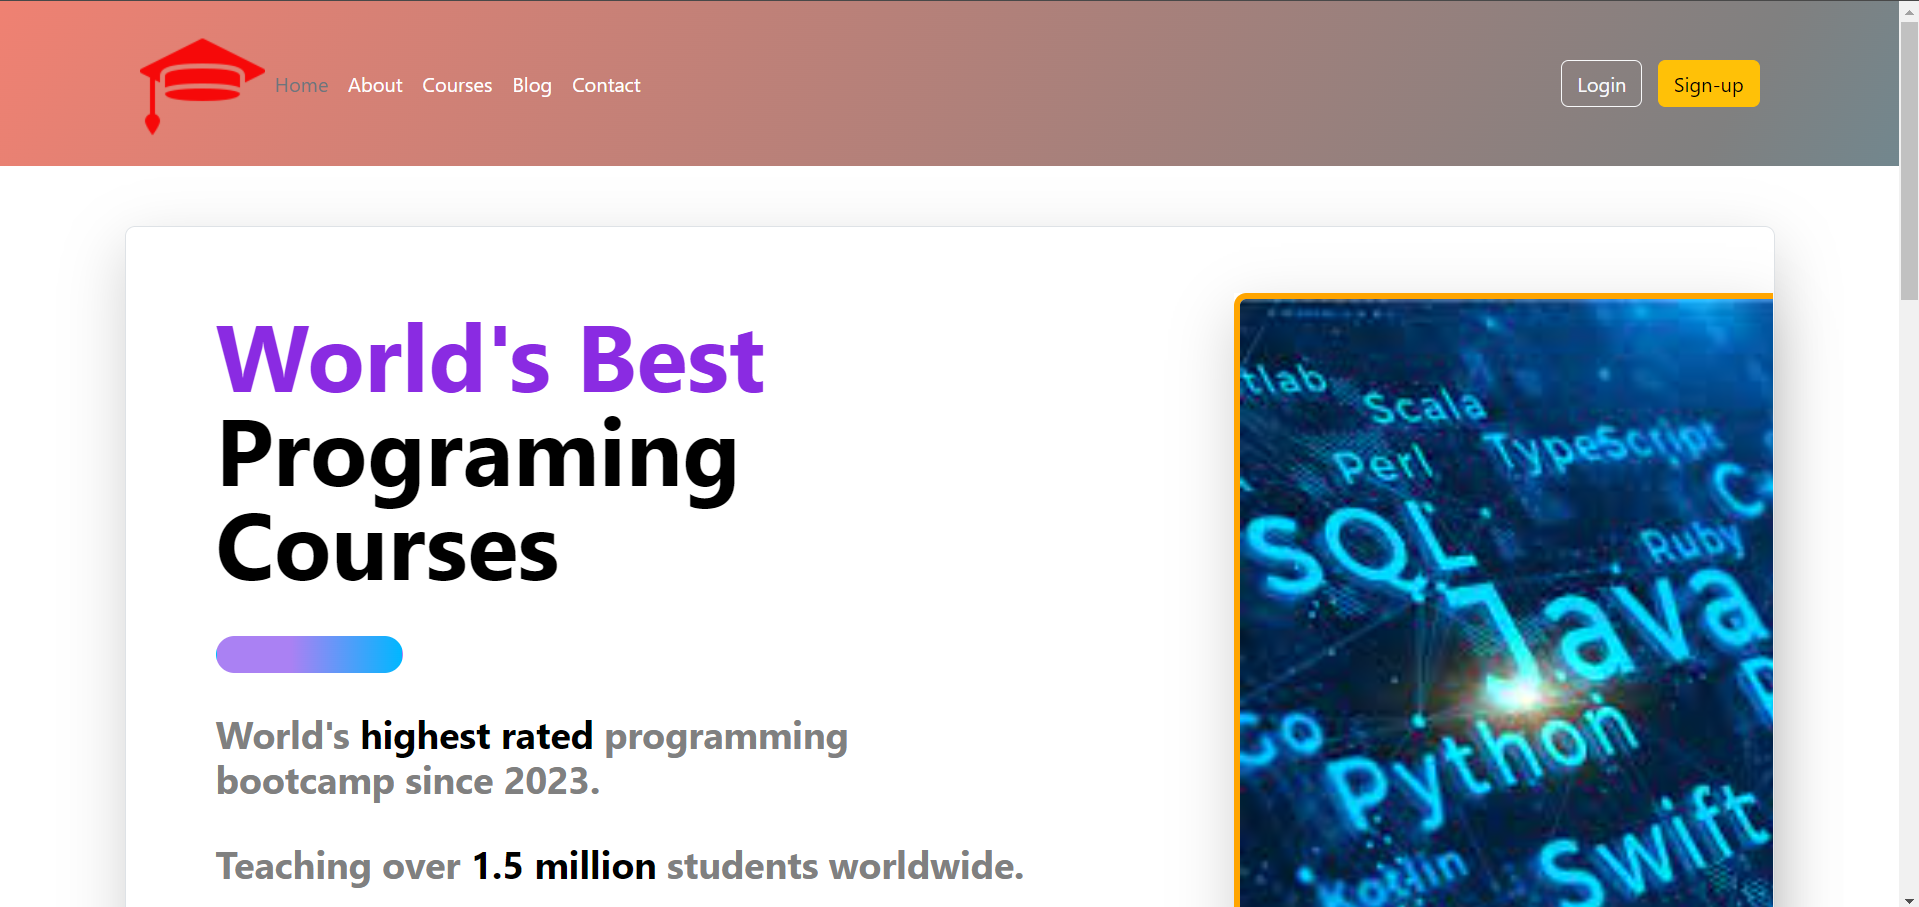 Home About Courses Blog Contact
Login Sign-up
World's Best
Programing
Courses
World's highest rated programming
bootcamp since 2023.
Teaching over 1.5 million students worldwide.
tlab
Scala
TypeScript
Perl
C
SQL
Ruby
Java
Go
Python
Swift
Kotlin